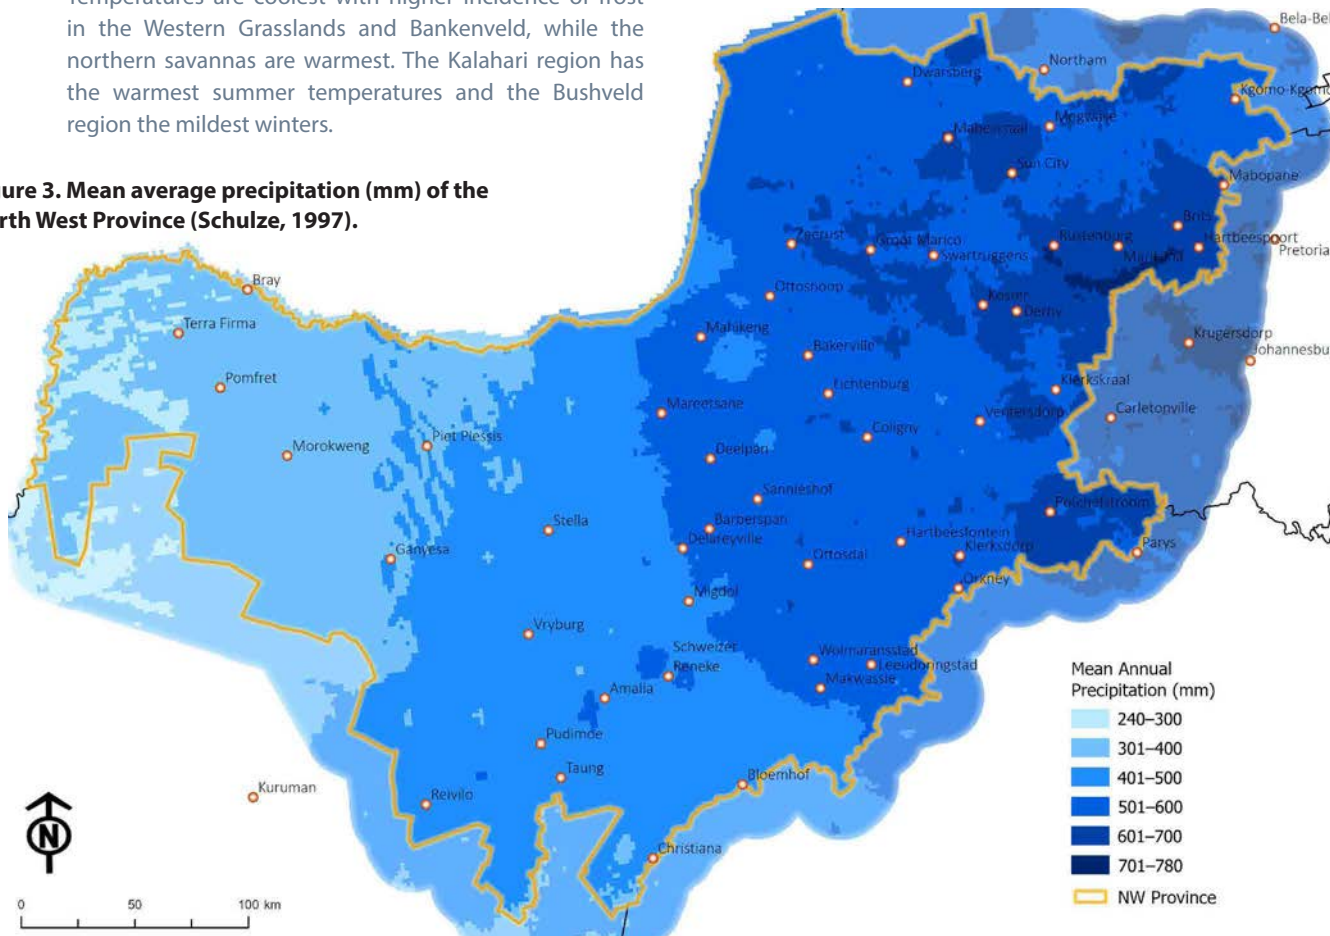 Temperatures are coolest with higher incidence of frost
in the Western Grasslands and Bankenveld, while the
northern savannas are warmest. The Kalahari region has
the warmest summer temperatures and the Bushveld
region the mildest winters.
ure 3. Mean average precipitation (mm) of the
rth West Province (Schulze, 1997).
Bela-Bel
Northam
Dwarsberg
Kgomo-Kgomo
Mogwase
Mabeskraal
Sun City
Mabopane
Brits
Zeerust
Groot Marico
Swartruggens
Rustenburg
Marikana
Hartbeespoort
Pretoria
Bray
Ottoshoop
Koster
Derby
Terra Firma
Mahikeng
Bakerville
Krugersdorp
Johannesbu
Pomfret
Lichtenburg
Klerkskraal
Mareetsane
Ventersdorp
Carletonville
Morokweng
Piet Plessis
Coligny
Deelpan
Sannieshof
Potchefstroom
Stella
Barberspan
Delareyville
Hartbeesfontein
Klerksdorp
Parys
Ganyesa
Ottosdal
Orkney
Migdol
Vryburg
Schweizer
Reneke
Wolmaransstad
Leeudoringstad
Makwassie
Amalia
Pudimoe
Taung
Bloemhof
Kuruman
Reivilo
Christiana
N
0 50 100 km
Mean Annual
Precipitation (mm)
240–300
301–400
401–500
501–600
601–700
701–780
NW Province